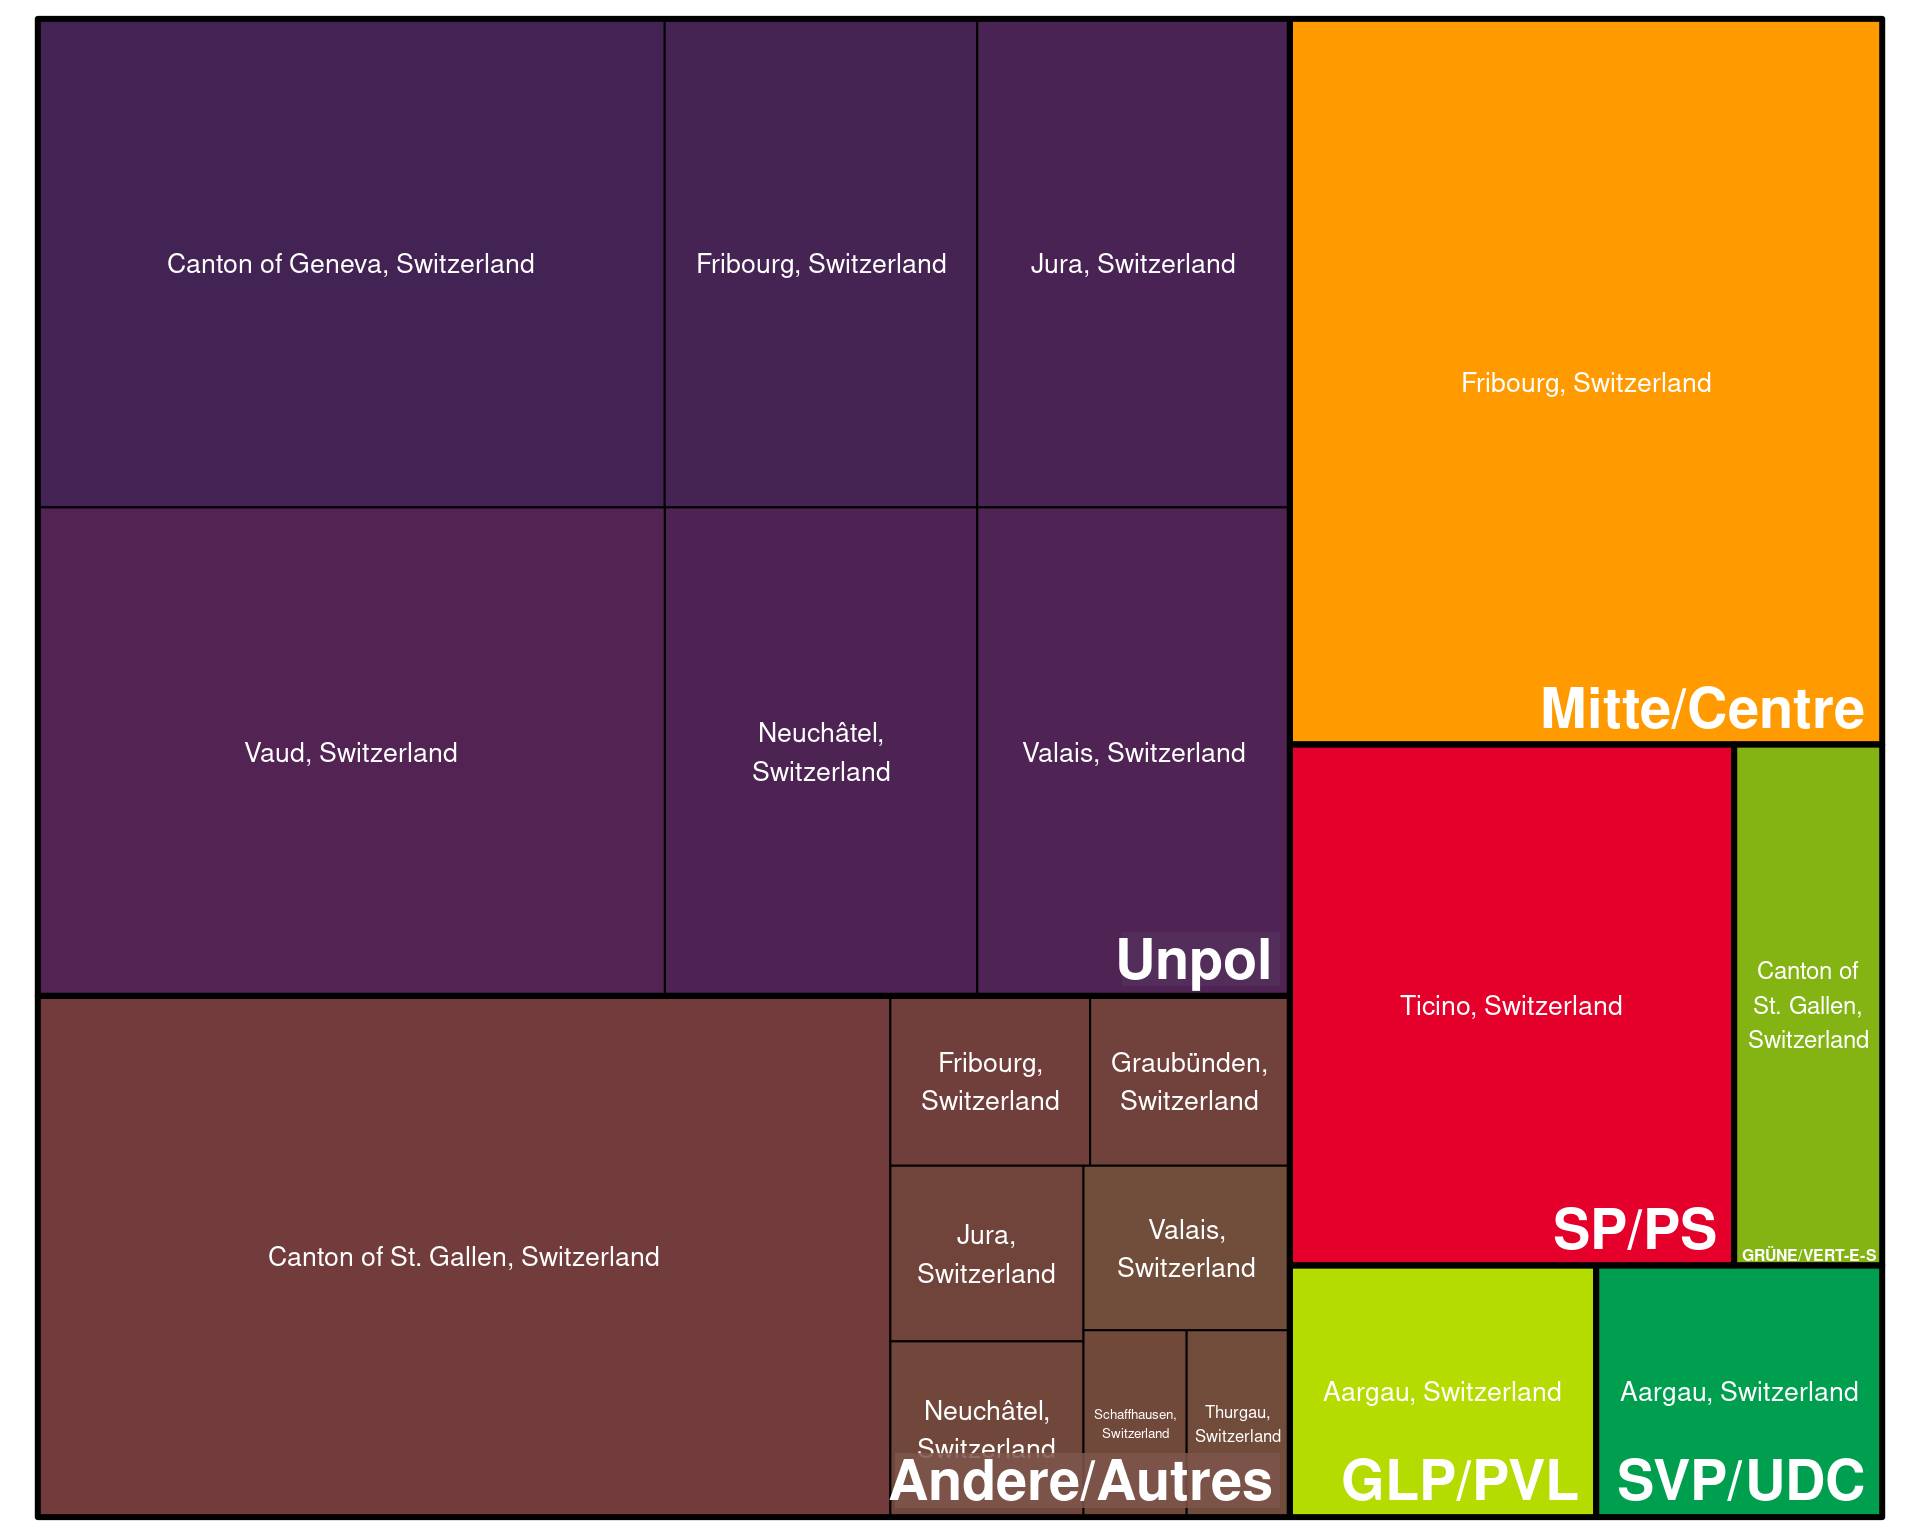 Canton of Geneva, Switzerland
Fribourg, Switzerland
Jura, Switzerland
Vaud, Switzerland
Neuchâtel,
Switzerland
Valais, Switzerland
Unpol
Canton of St. Gallen, Switzerland
Fribourg,
Switzerland
Graubünden,
Switzerland
Jura,
Switzerland
Valais,
Switzerland
Neuchâtel,
Switzerland
Schaffhausen,
Switzerland
Thurgau,
Switzerland
Andere/Autres
Fribourg, Switzerland
Mitte/Centre
Ticino, Switzerland
SP/PS
Canton of
St. Gallen,
Switzerland
GRÜNE/VERT-E-S
Aargau, Switzerland
GLP/PVL
Aargau, Switzerland
SVP/UDC